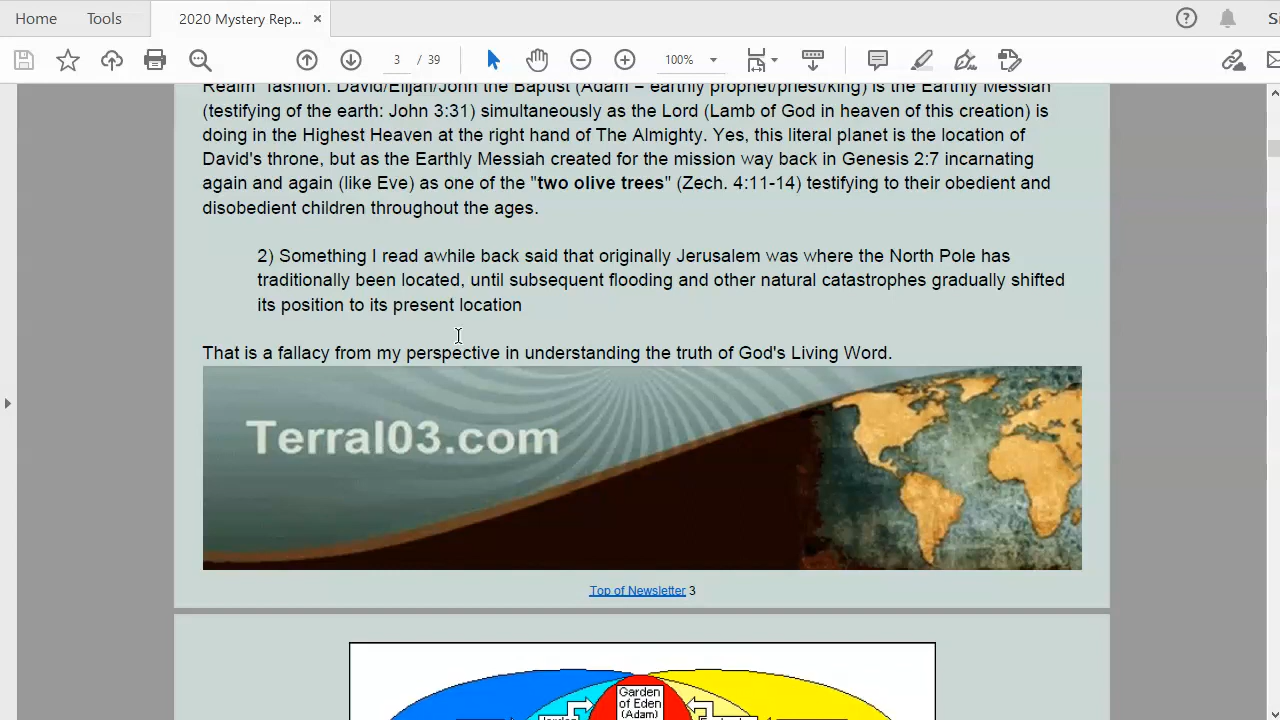 Home Tools 2020 Mystery Rep... ×
3 / 39 100%
Realm" fashion. David/Elijah/John the Baptist (Adam – earthly prophet/priest/king) is the Earthly Messiah
(testifying of the earth: John 3:31) simultaneously as the Lord (Lamb of God in heaven of this creation) is
doing in the Highest Heaven at the right hand of The Almighty. Yes, this literal planet is the location of
David's throne, but as the Earthly Messiah created for the mission way back in Genesis 2:7 incarnating
again and again (like Eve) as one of the "two olive trees" (Zech. 4:11-14) testifying to their obedient and
disobedient children throughout the ages.
2) Something I read awhile back said that originally Jerusalem was where the North Pole has
traditionally been located, until subsequent flooding and other natural catastrophes gradually shifted
its position to its present location
That is a fallacy from my perspective in understanding the truth of God's Living Word.
Terral03.com
Top of Newsletter 3
Garden
of Eden
(Adam)